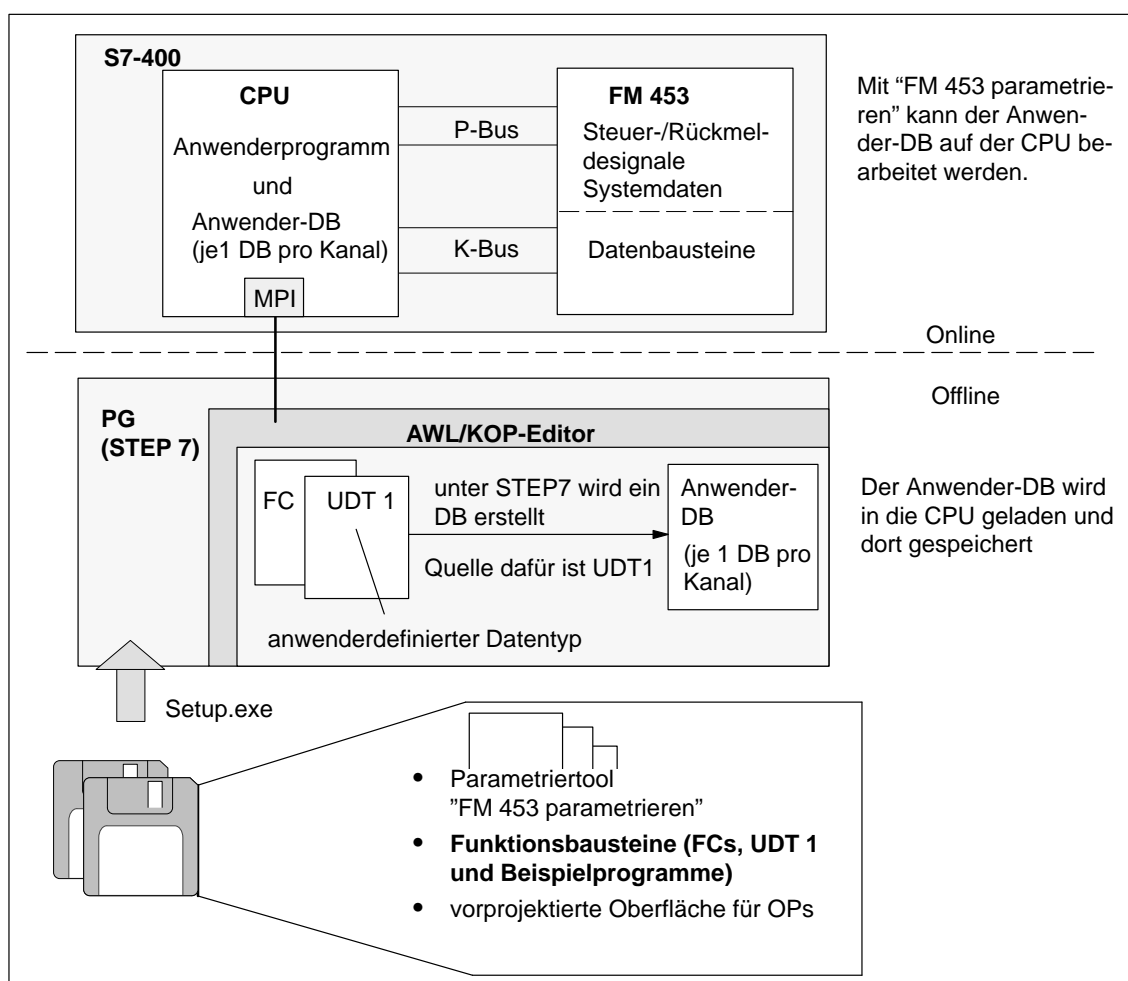 S7-400
CPU
Anwenderprogramm
und
Anwender-DB
(je1 DB pro Kanal)
MPI
P-Bus
K-Bus
FM 453
Steuer-/Rückmel-
designale
Systemdaten
Datenbausteine
Mit “FM 453 parametrie-
ren” kann der Anwen-
der-DB auf der CPU be-
arbeitet werden.
Online
Offline
PG
(STEP 7)
AWL/KOP-Editor
FC
UDT 1
unter STEP7 wird ein
DB erstellt
Quelle dafür ist UDT1
Anwender-
DB
(je 1 DB pro
Kanal)
anwenderdefinierter Datentyp
Der Anwender-DB wird
in die CPU geladen und
dort gespeichert
Setup.exe
• Parametriertool
”FM 453 parametrieren”
• Funktionsbausteine (FCs, UDT 1
und Beispielprogramme)
• vorprojektierte Oberfläche für OPs